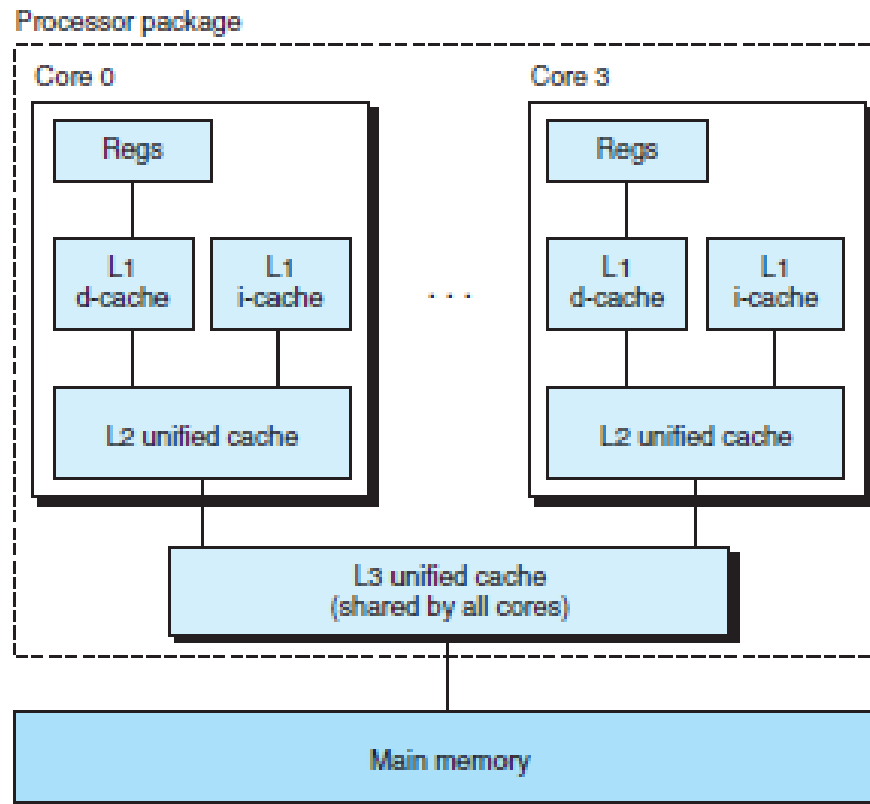 Processor package
Core 0
Core 3
Regs
Regs
L1
d-cache
L1
i-cache
. . .
L1
d-cache
L1
i-cache
L2 unified cache
L2 unified cache
L3 unified cache
(shared by all cores)
Main memory